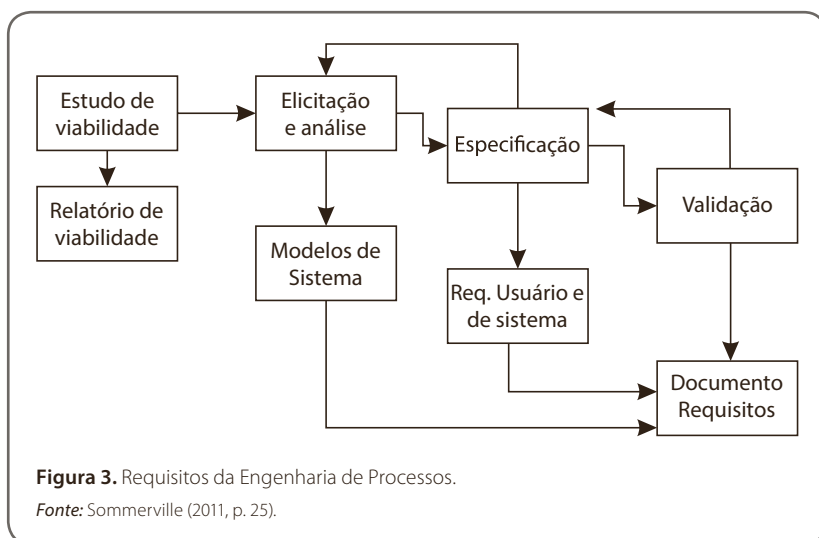 Estudo de
viabilidade
Elicitação
e análise
Especificação
Validação
Relatório de
viabilidade
Modelos de
Sistema
Req. Usuário e
de sistema
Documento
Requisitos
Figura 3. Requisitos da Engenharia de Processos.
Fonte: Sommerville (2011, p. 25).